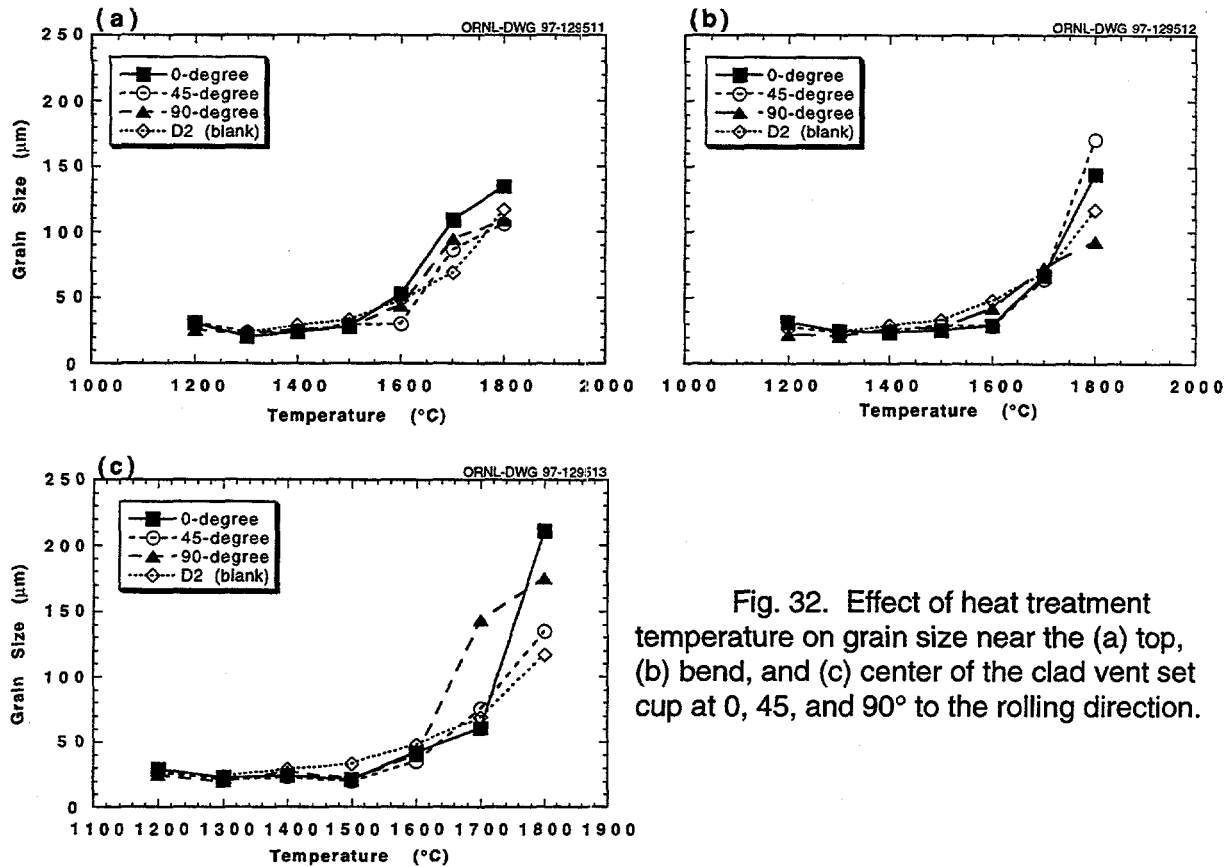 (a)
ORNL-DWG 97-129511
250
200
150
100
50
0
Grain Size (µm)
0-degree
45-degree
90-degree
D2 (blank)
1000 1200 1400 1600 1800 2000
Temperature (°C)
(b)
ORNL-DWG 97-129512
0-degree
45-degree
90-degree
D2 (blank)
1000 1200 1400 1600 1800 2000
Temperature (°C)
(c)
ORNL-DWG 97-129513
250
200
150
100
50
0
Grain Size (µm)
0-degree
45-degree
90-degree
D2 (blank)
1100 1200 1300 1400 1500 1600 1700 1800 1900
Temperature (°C)
Fig. 32. Effect of heat treatment
temperature on grain size near the (a) top,
(b) bend, and (c) center of the clad vent set
cup at 0, 45, and 90° to the rolling direction.